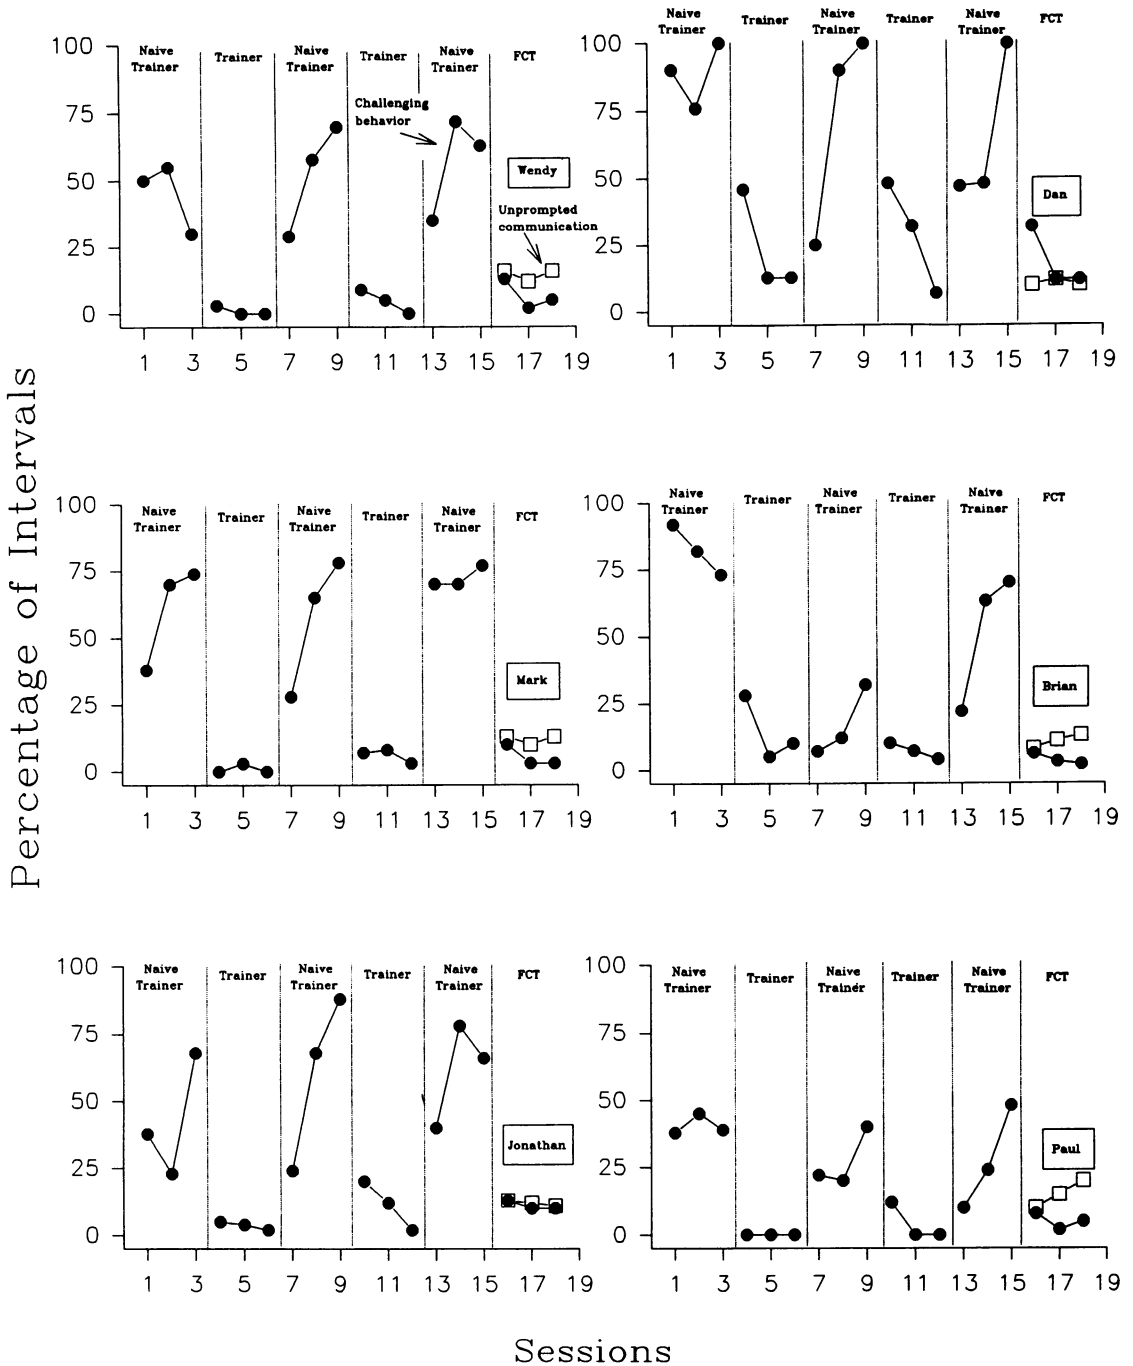 Percentage of Intervals
100
75
50
25
0
Naive
Trainer
Trainer
Naive
Trainer
Trainer
Naive
Trainer
FCT
Challenging
behavior
Wendy
Unprompted
communication
1 3 5 7 9 11 13 15 17 19
100
75
50
25
0
Naive
Trainer
Trainer
Naive
Trainer
Trainer
Naive
Trainer
FCT
Dan
1 3 5 7 9 11 13 15 17 19
100
75
50
25
0
Naive
Trainer
Trainer
Naive
Trainer
Trainer
Naive
Trainer
FCT
Mark
1 3 5 7 9 11 13 15 17 19
100
75
50
25
0
Naive
Trainer
Trainer
Naive
Trainer
Trainer
Naive
Trainer
FCT
Brian
1 3 5 7 9 11 13 15 17 19
100
75
50
25
0
Naive
Trainer
Trainer
Naive
Trainer
Trainer
Naive
Trainer
FCT
Jonathan
1 3 5 7 9 11 13 15 17 19
100
75
50
25
0
Naive
Trainer
Trainer
Naive
Trainer
Trainer
Naive
Trainer
FCT
Paul
1 3 5 7 9 11 13 15 17 19
Sessions